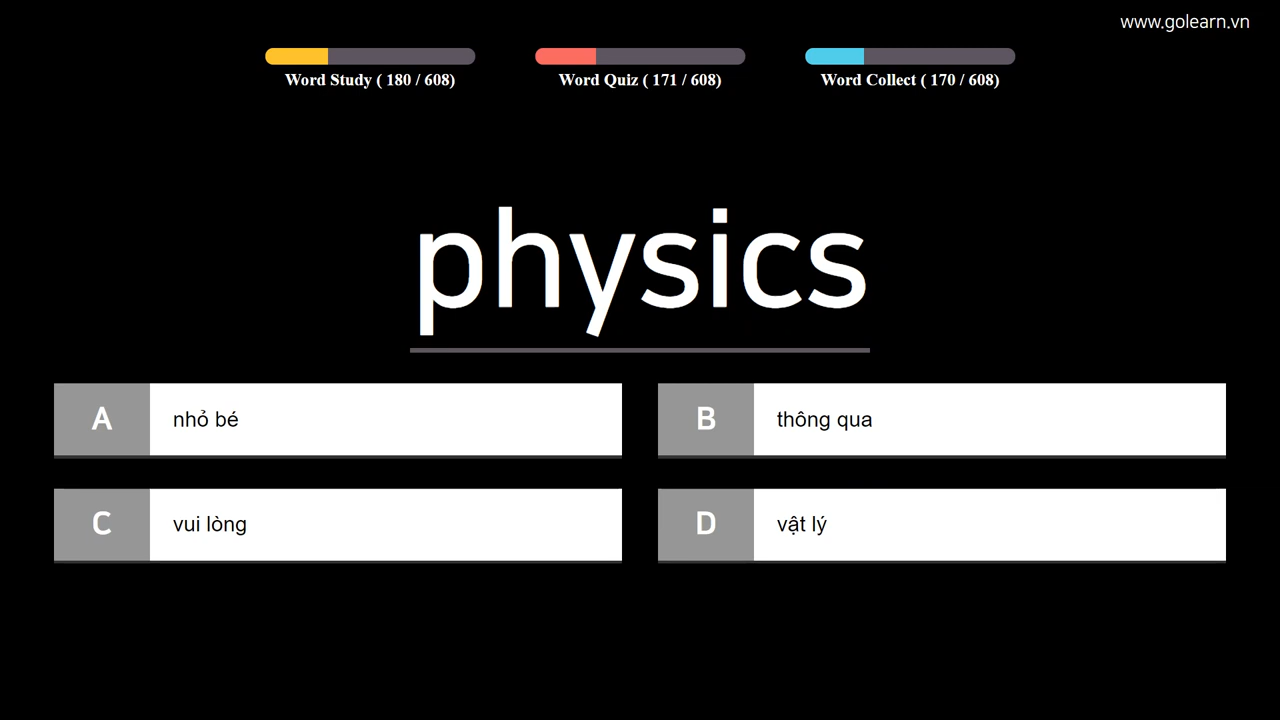 www.golearn.vn
Word Study ( 180 / 608)
Word Quiz ( 171 / 608)
Word Collect ( 170 / 608)
physics
A nhỏ bé
B thông qua
C vui lòng
D vật lý